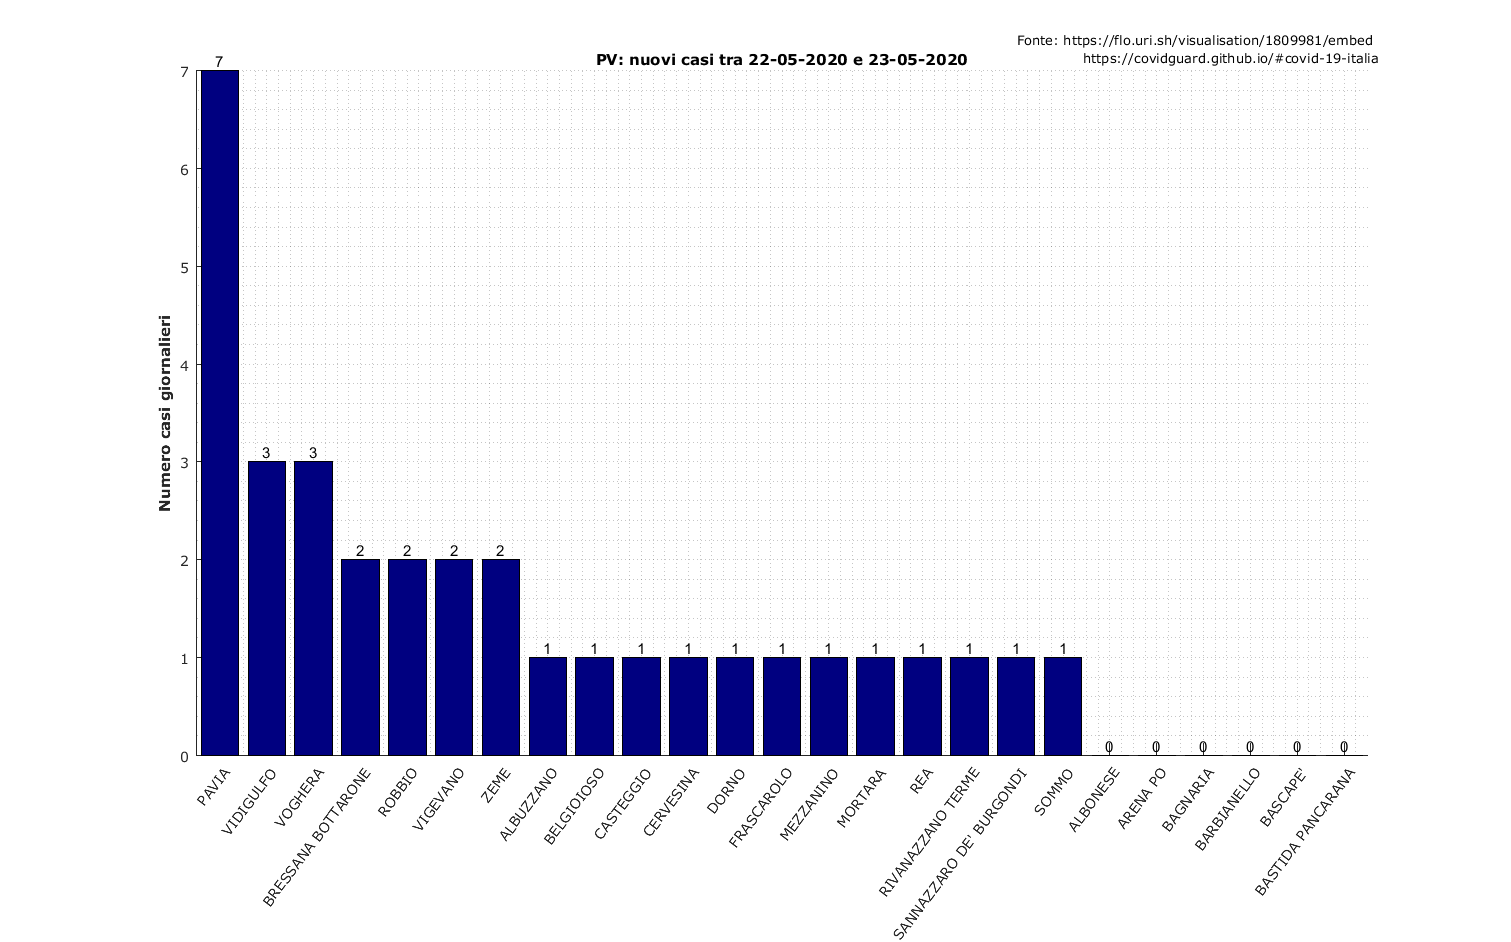 Fonte: https://flo.uri.sh/visualisation/1809981/embed
https://covidguard.github.io/#covid-19-italia
PV: nuovi casi tra 22-05-2020 e 23-05-2020
Numero casi giornalieri
7
6
5
4
3
2
1
0
7
3
3
2
2
2
2
1
1
1
1
1
1
1
1
1
1
1
1
0
0
0
0
0
0
PAVIA
VIDIGULFO
VOGHERA
BRESSANA BOTTARONE
ROBBIO
VIGEVANO
ZEME
ALBUZZANO
BELGIOIOSO
CASTEGGIO
CERVESINA
DORNO
FRASCAROLO
MEZZANINO
MORTARA
REA
RIVANAZZANO TERME
SANNAZZARO DE' BURGONDI
SOMMO
ALBONESE
ARENA PO
BAGNARIA
BARBIANELLO
BASCAPE'
BASTIDA PANCARANA